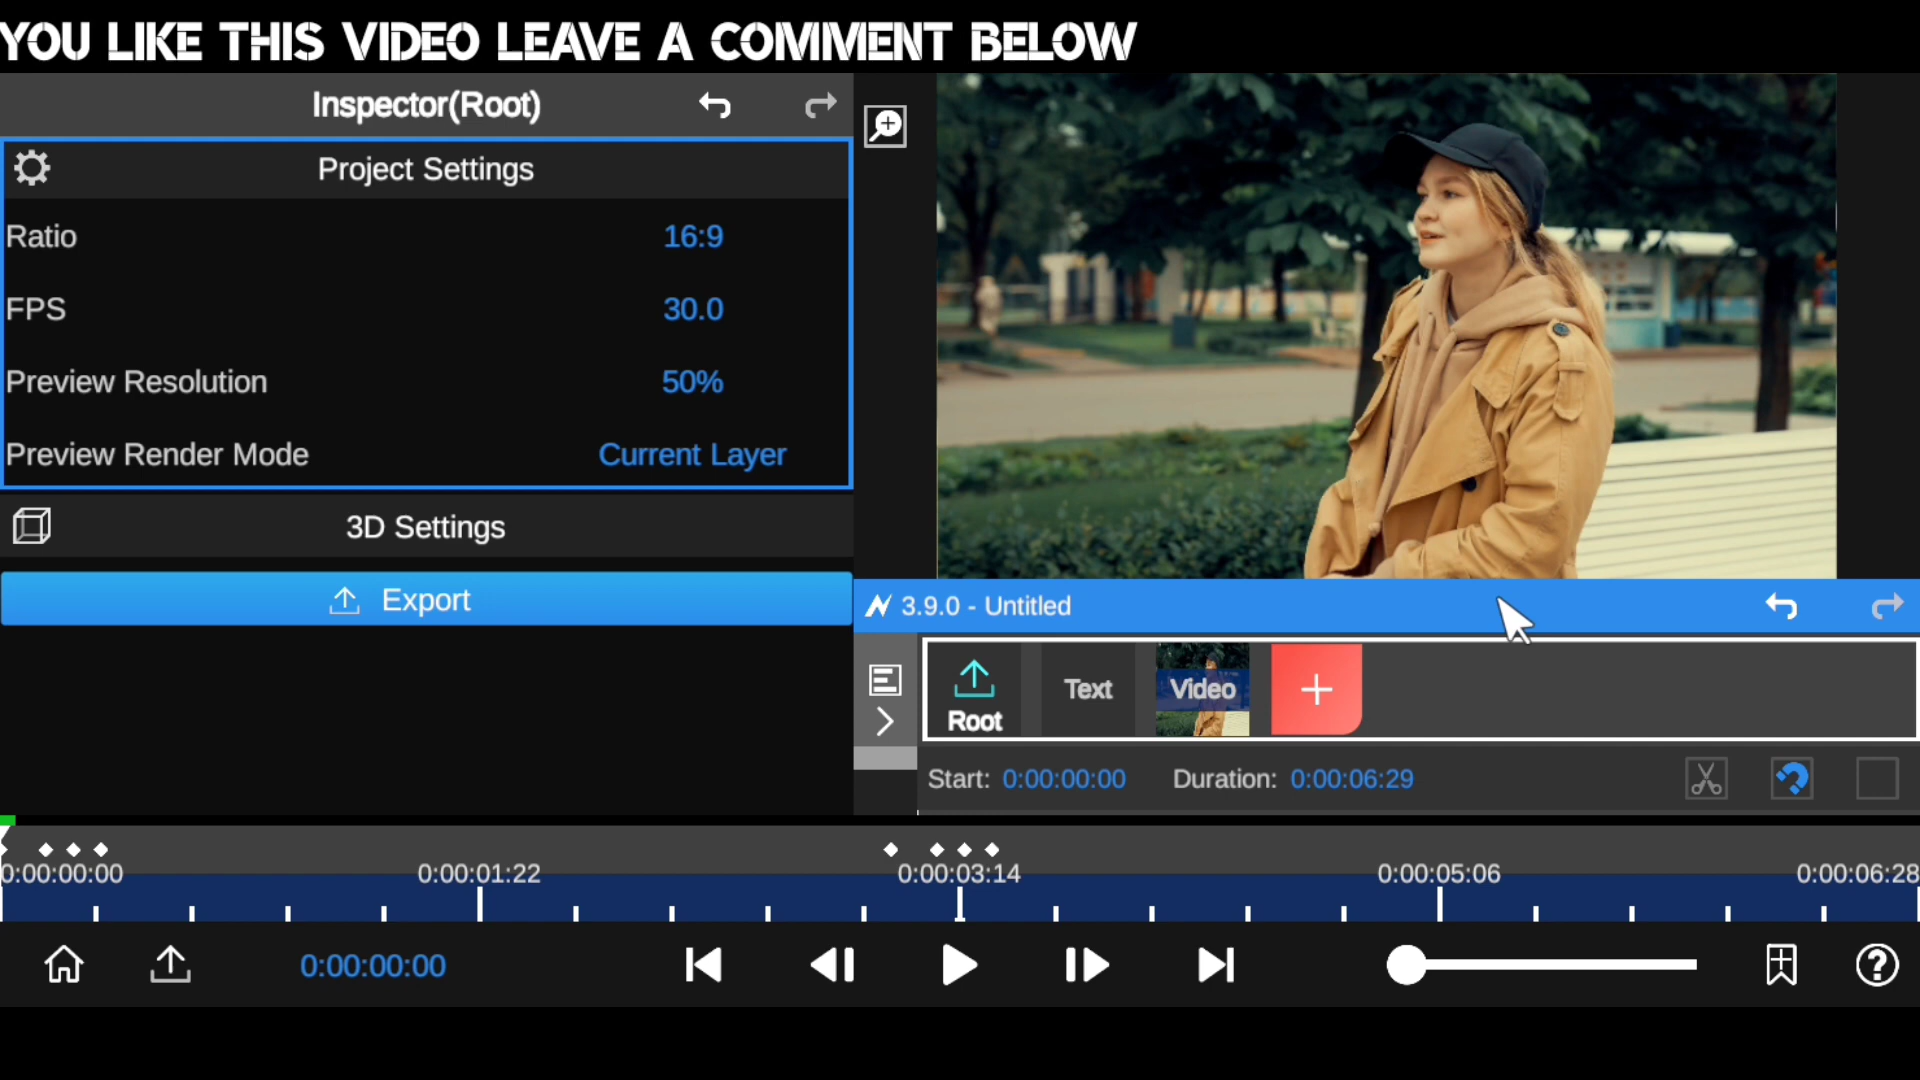 YOU LIKE THIS VIDEO LEAVE A COMMENT BELOW
Inspector(Root)
Project Settings
Ratio 16:9
FPS 30.0
Preview Resolution 50%
Preview Render Mode Current Layer
3D Settings
Export
3.9.0 - Untitled
Root Text Video
Start: 0:00:00:00 Duration: 0:00:06:29
0:00:00:00 0:00:01:22 0:00:03:14 0:00:05:06 0:00:06:28
0:00:00:00